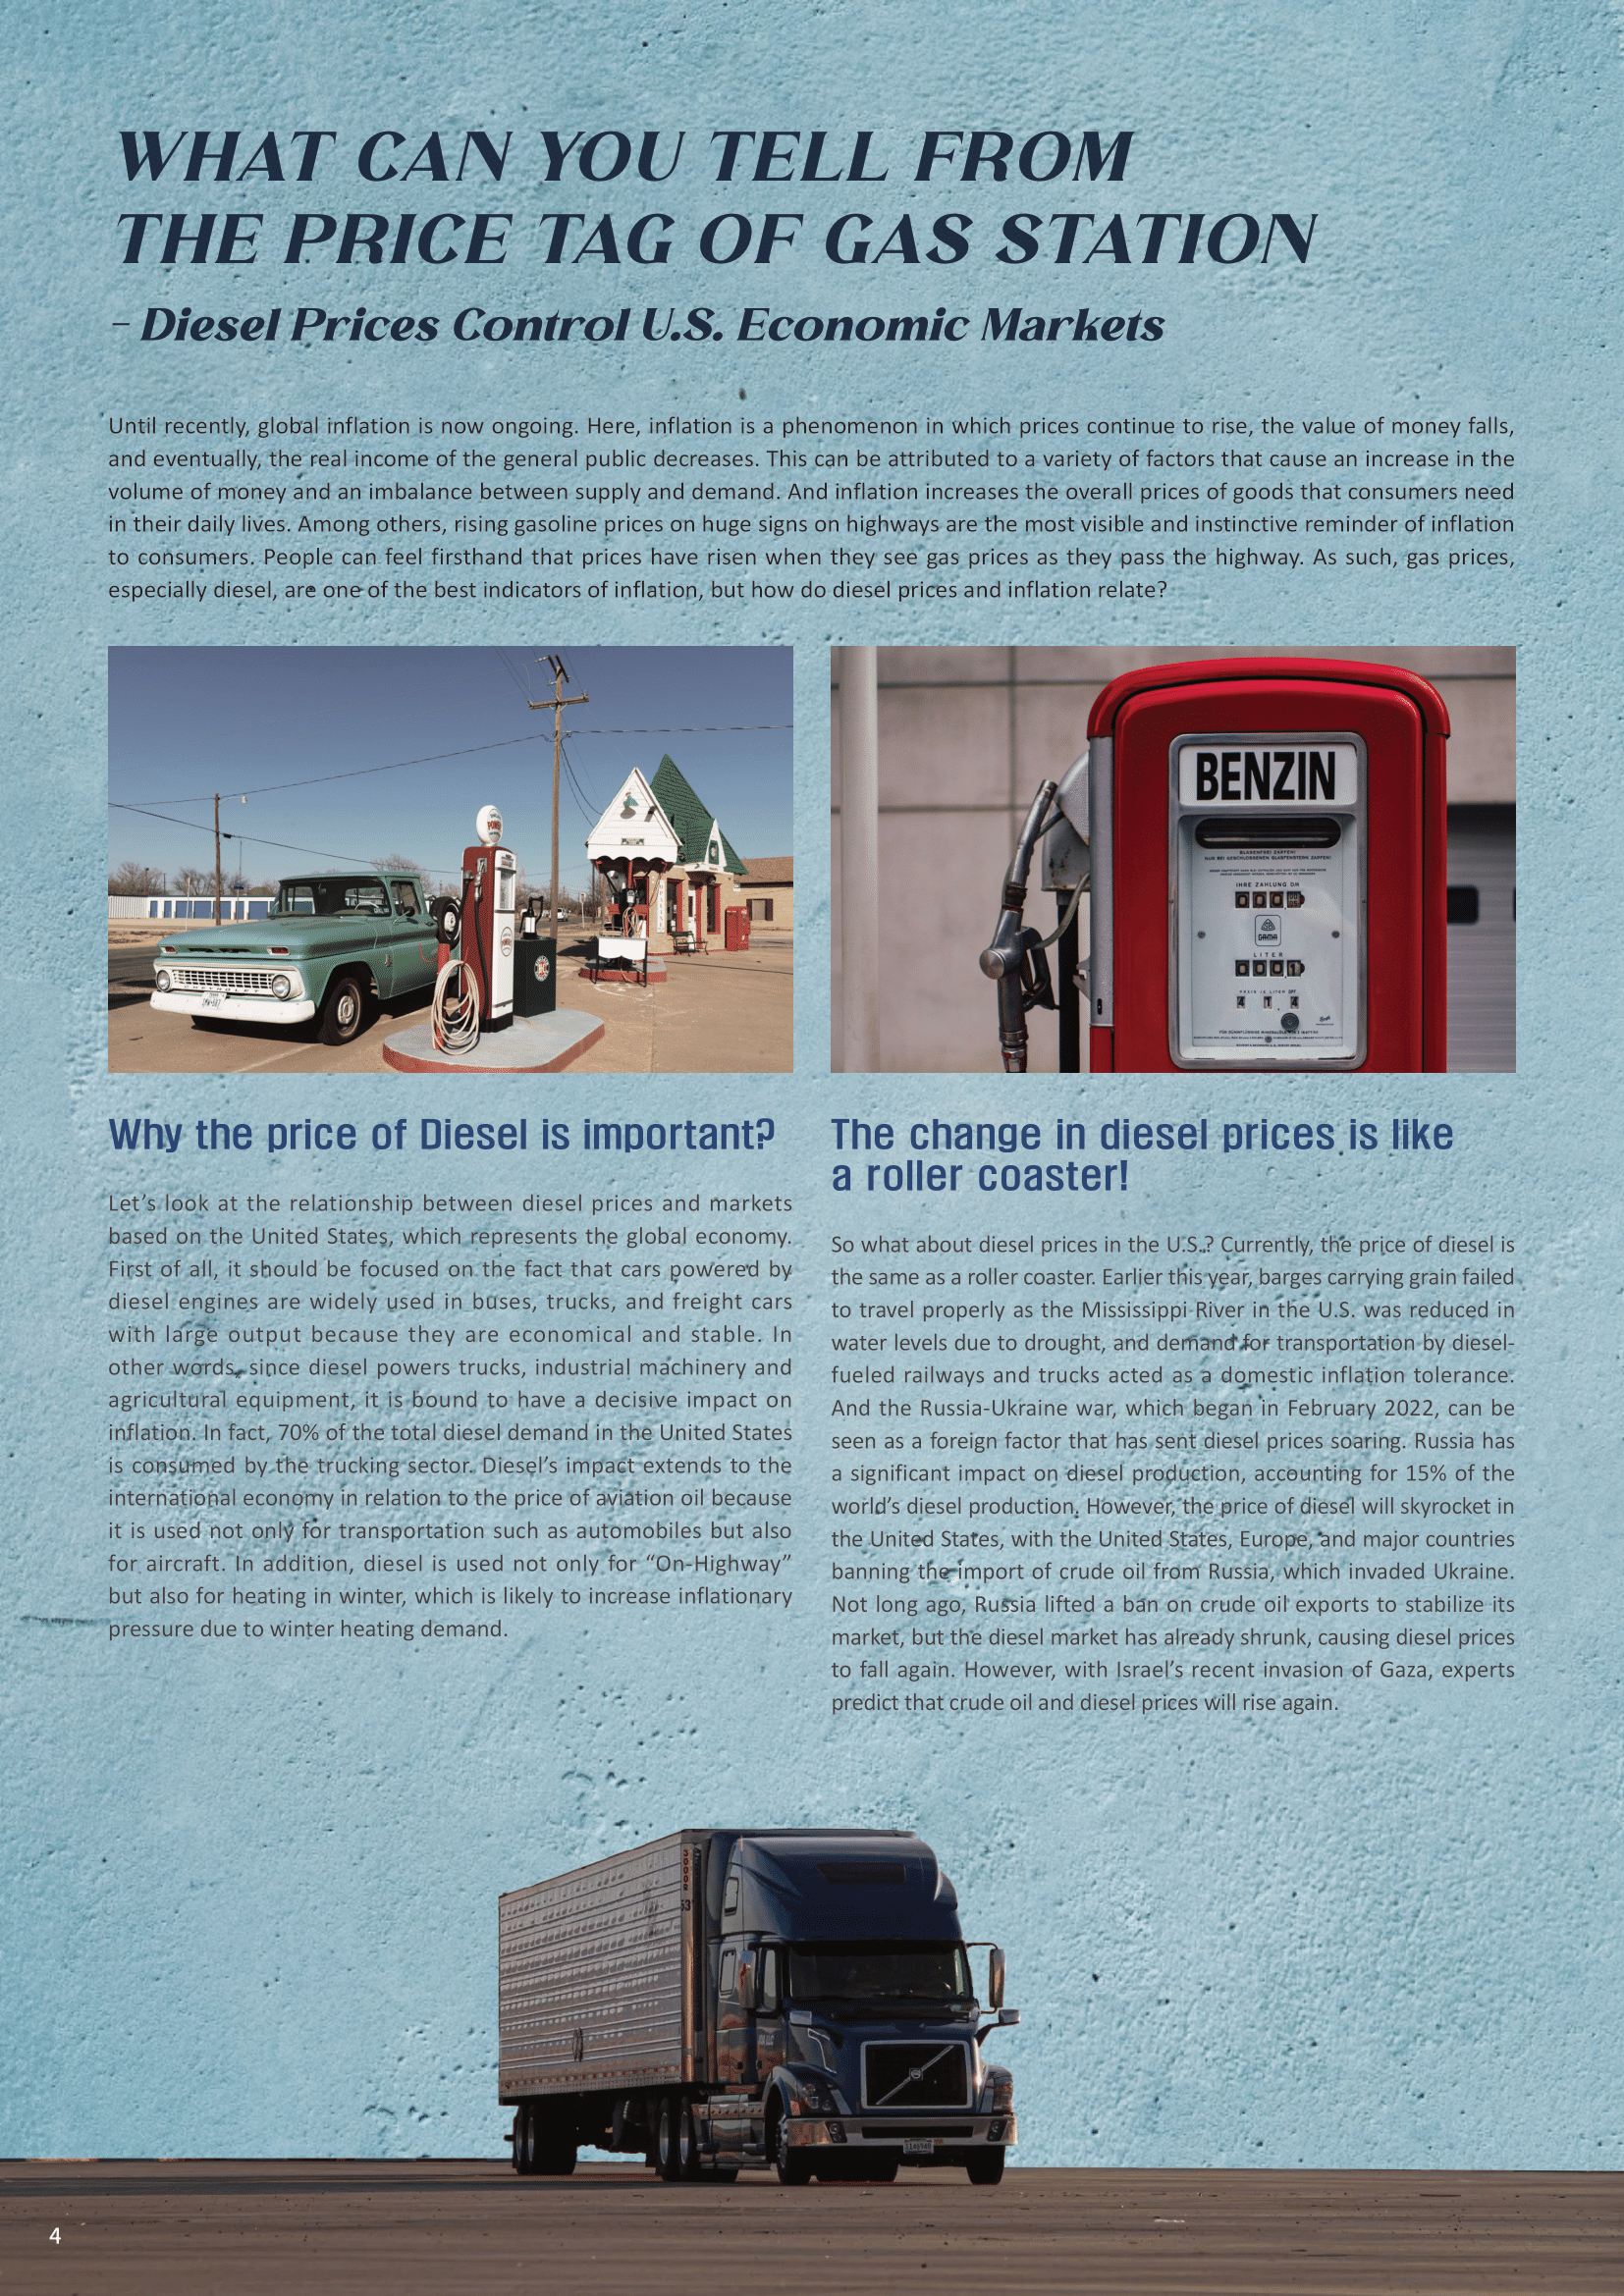 WHAT CAN YOU TELL FROM
THE PRICE TAG OF GAS STATION
– Diesel Prices Control U.S. Economic Markets
Until recently, global inflation is now ongoing. Here, inflation is a phenomenon in which prices continue to rise, the value of money falls,
and eventually, the real income of the general public decreases. This can be attributed to a variety of factors that cause an increase in the
volume of money and an imbalance between supply and demand. And inflation increases the overall prices of goods that consumers need
in their daily lives. Among others, rising gasoline prices on huge signs on highways are the most visible and instinctive reminder of inflation
to consumers. People can feel firsthand that prices have risen when they see gas prices as they pass the highway. As such, gas prices,
especially diesel, are one of the best indicators of inflation, but how do diesel prices and inflation relate?
BENZIN
IHRE ZAHLUNG DM
LITER
4 1 4
Why the price of Diesel is important?
Let’s look at the relationship between diesel prices and markets
based on the United States, which represents the global economy.
First of all, it should be focused on the fact that cars powered by
diesel engines are widely used in buses, trucks, and freight cars
with large output because they are economical and stable. In
other words, since diesel powers trucks, industrial machinery and
agricultural equipment, it is bound to have a decisive impact on
inflation. In fact, 70% of the total diesel demand in the United States
is consumed by the trucking sector. Diesel’s impact extends to the
international economy in relation to the price of aviation oil because
it is used not only for transportation such as automobiles but also
for aircraft. In addition, diesel is used not only for “On-Highway”
but also for heating in winter, which is likely to increase inflationary
pressure due to winter heating demand.
The change in diesel prices is like
a roller coaster!
So what about diesel prices in the U.S.? Currently, the price of diesel is
the same as a roller coaster. Earlier this year, barges carrying grain failed
to travel properly as the Mississippi River in the U.S. was reduced in
water levels due to drought, and demand for transportation by diesel-
fueled railways and trucks acted as a domestic inflation tolerance.
And the Russia-Ukraine war, which began in February 2022, can be
seen as a foreign factor that has sent diesel prices soaring. Russia has
a significant impact on diesel production, accounting for 15% of the
world’s diesel production. However, the price of diesel will skyrocket in
the United States, with the United States, Europe, and major countries
banning the import of crude oil from Russia, which invaded Ukraine.
Not long ago, Russia lifted a ban on crude oil exports to stabilize its
market, but the diesel market has already shrunk, causing diesel prices
to fall again. However, with Israel’s recent invasion of Gaza, experts
predict that crude oil and diesel prices will rise again.
4